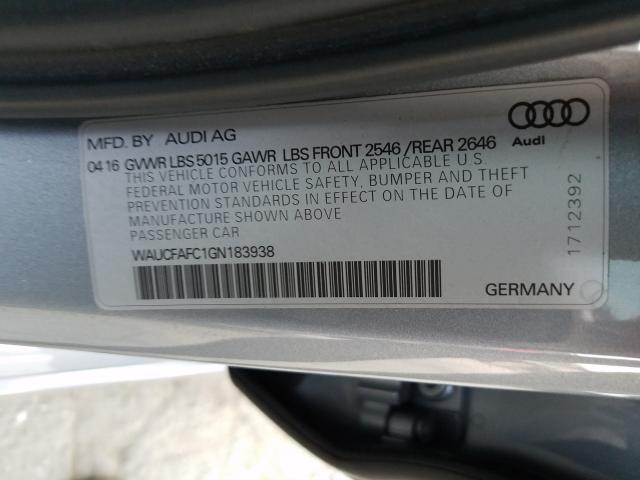 MFD. BY AUDI AG
04 16 GVWR LBS 5015 GAWR LBS FRONT 2546 /REAR 2646
THIS VEHICLE CONFORMS TO ALL APPLICABLE U.S.
FEDERAL MOTOR VEHICLE SAFETY, BUMPER AND THEFT
PREVENTION STANDARDS IN EFFECT ON THE DATE OF
MANUFACTURE SHOWN ABOVE
PASSENGER CAR
WAUCFAFC1GN183938
GERMANY
Audi
1712392